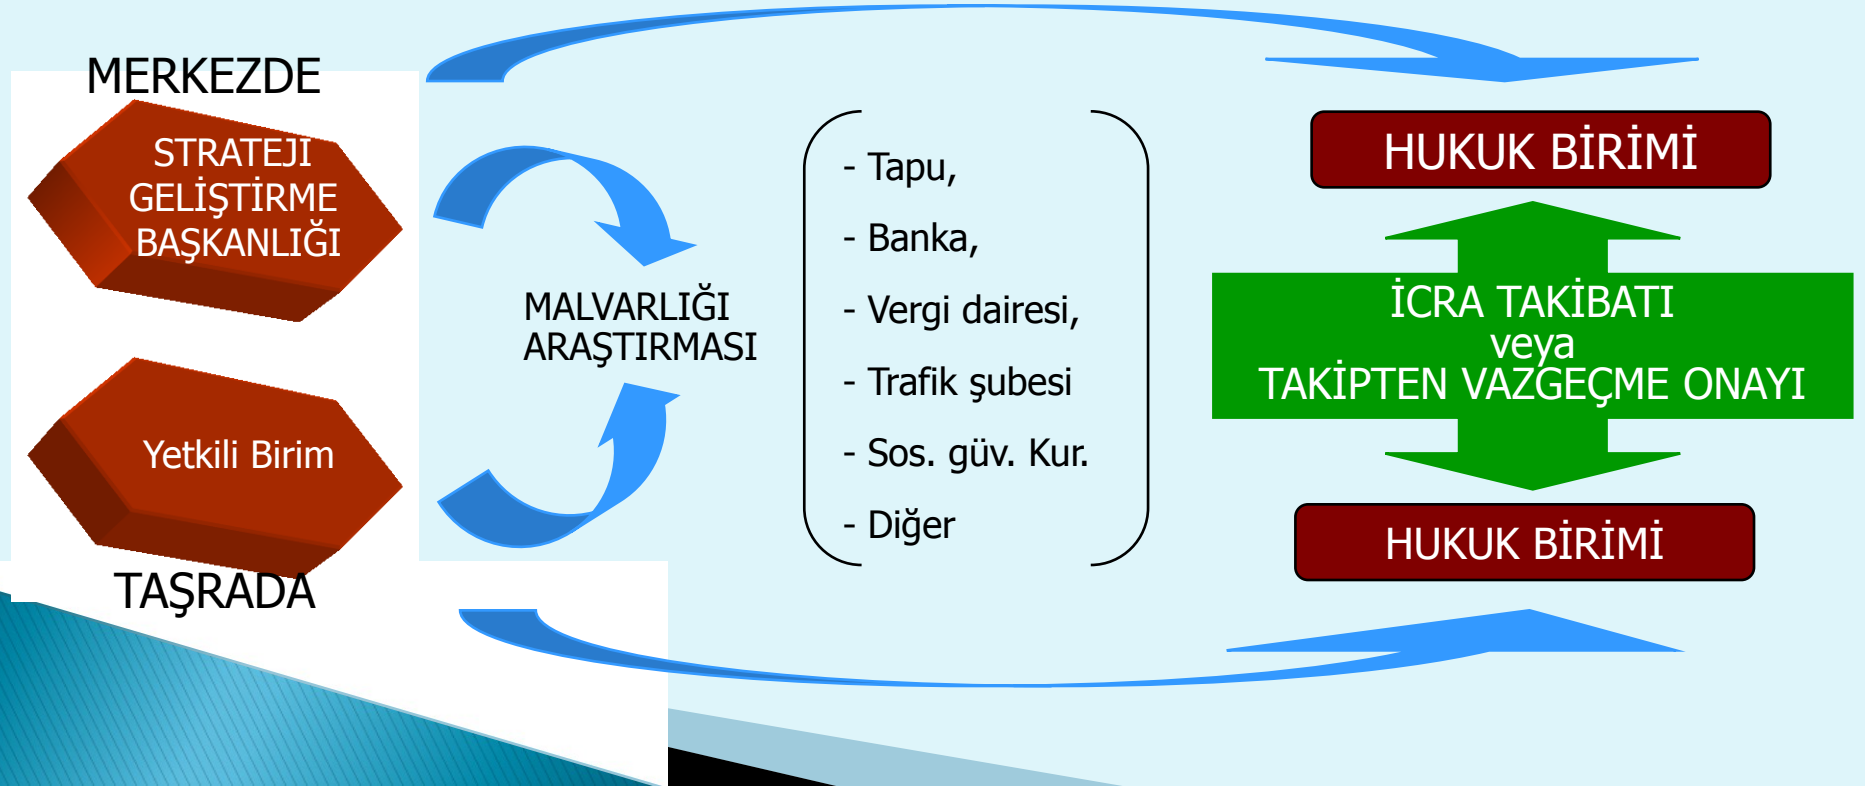 MERKEZDE
STRATEJİ
GELİŞTİRME
BAŞKANLIĞI
Yetkili Birim
TAŞRADA
MALVARLIĞI
ARAŞTIRMASI
- Tapu,
- Banka,
- Vergi dairesi,
- Trafik şubesi
- Sos. güv. Kur.
- Diğer
HUKUK BİRİMİ
İCRA TAKİBATI
veya
TAKİPTEN VAZGEÇME ONAYI
HUKUK BİRİMİ